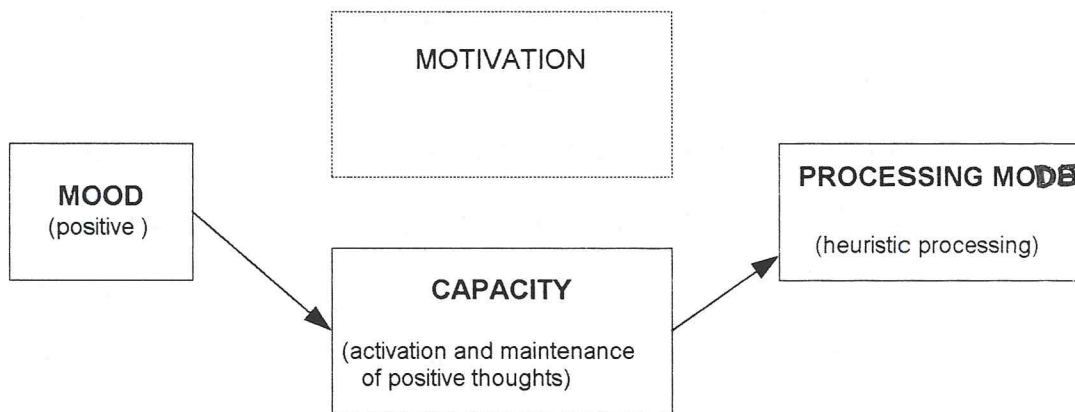 MOTIVATION
MOOD
(positive )
PROCESSING MODE
(heuristic processing)
CAPACITY
(activation and maintenance
of positive thoughts)